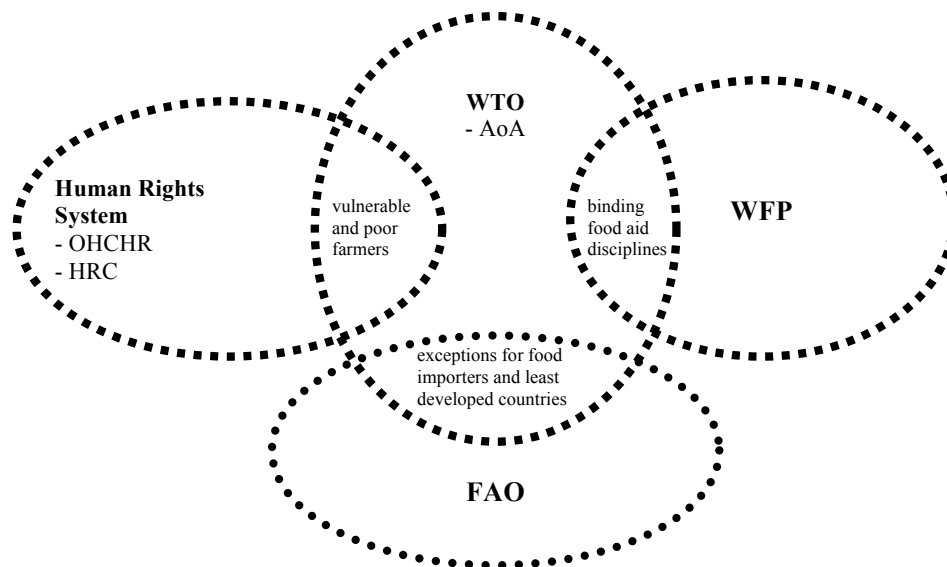 WTO
- AoA
Human Rights
System
- OHCHR
- HRC
vulnerable
and poor
farmers
binding
food aid
disciplines
WFP
exceptions for food
importers and least
developed countries
FAO